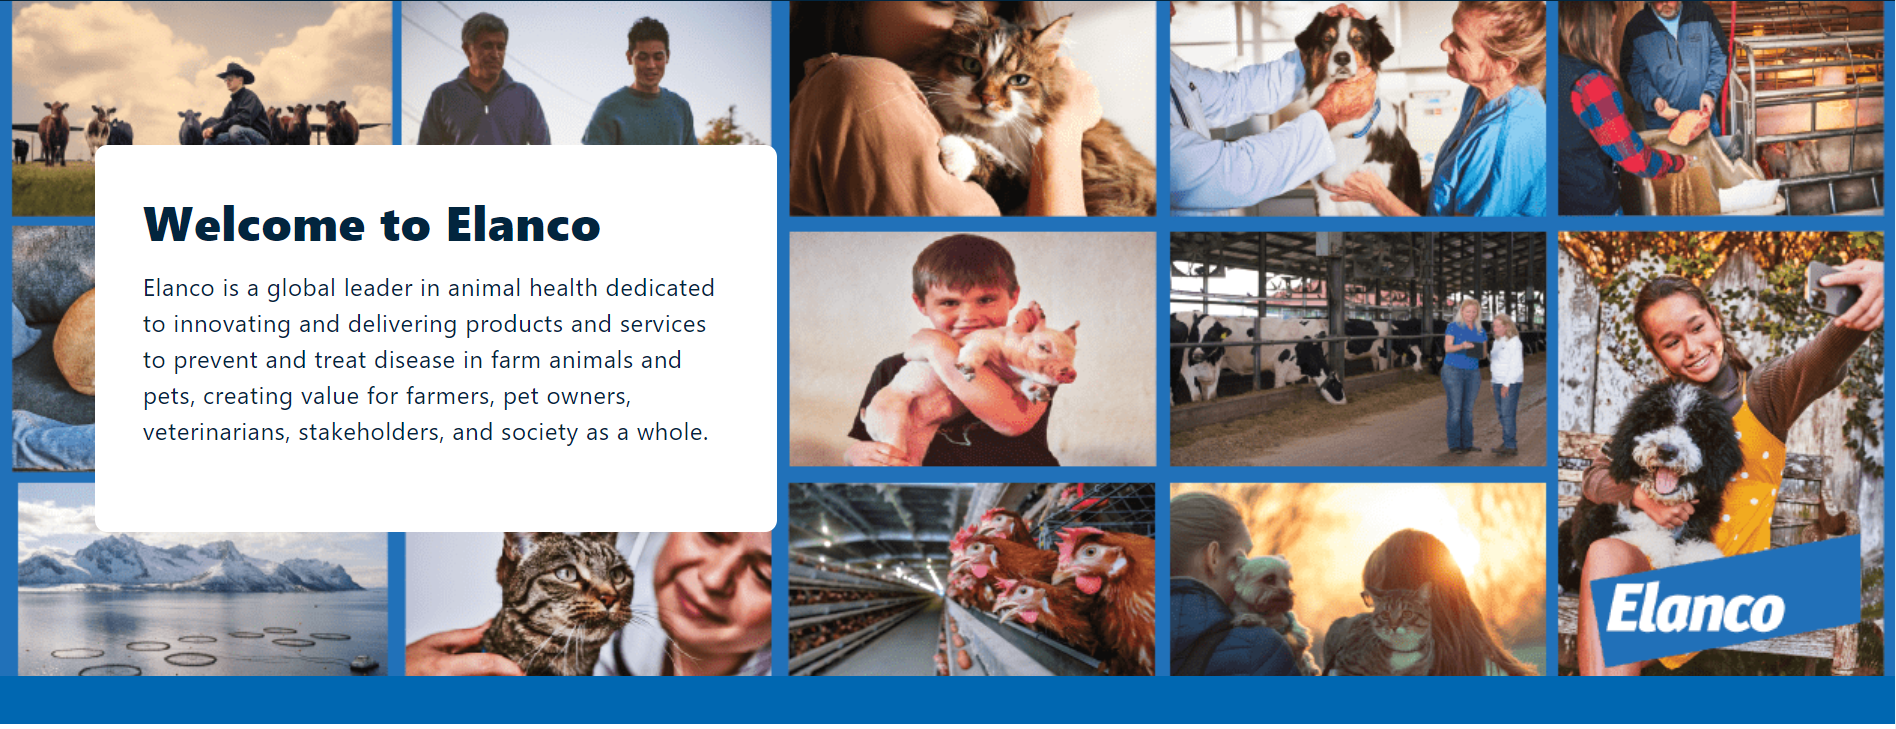 Welcome to Elanco
Elanco is a global leader in animal health dedicated
to innovating and delivering products and services
to prevent and treat disease in farm animals and
pets, creating value for farmers, pet owners,
veterinarians, stakeholders, and society as a whole.
Elanco